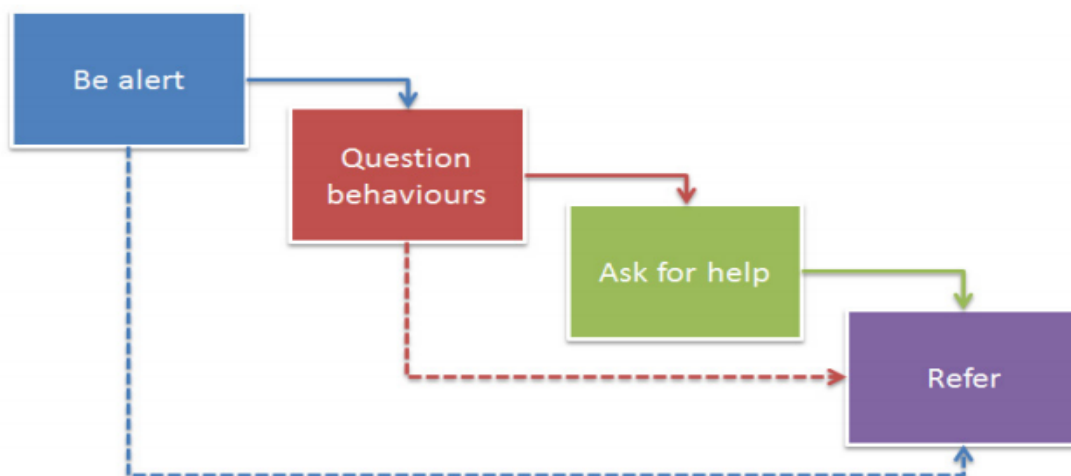 Be alert
Question
behaviours
Ask for help
Refer